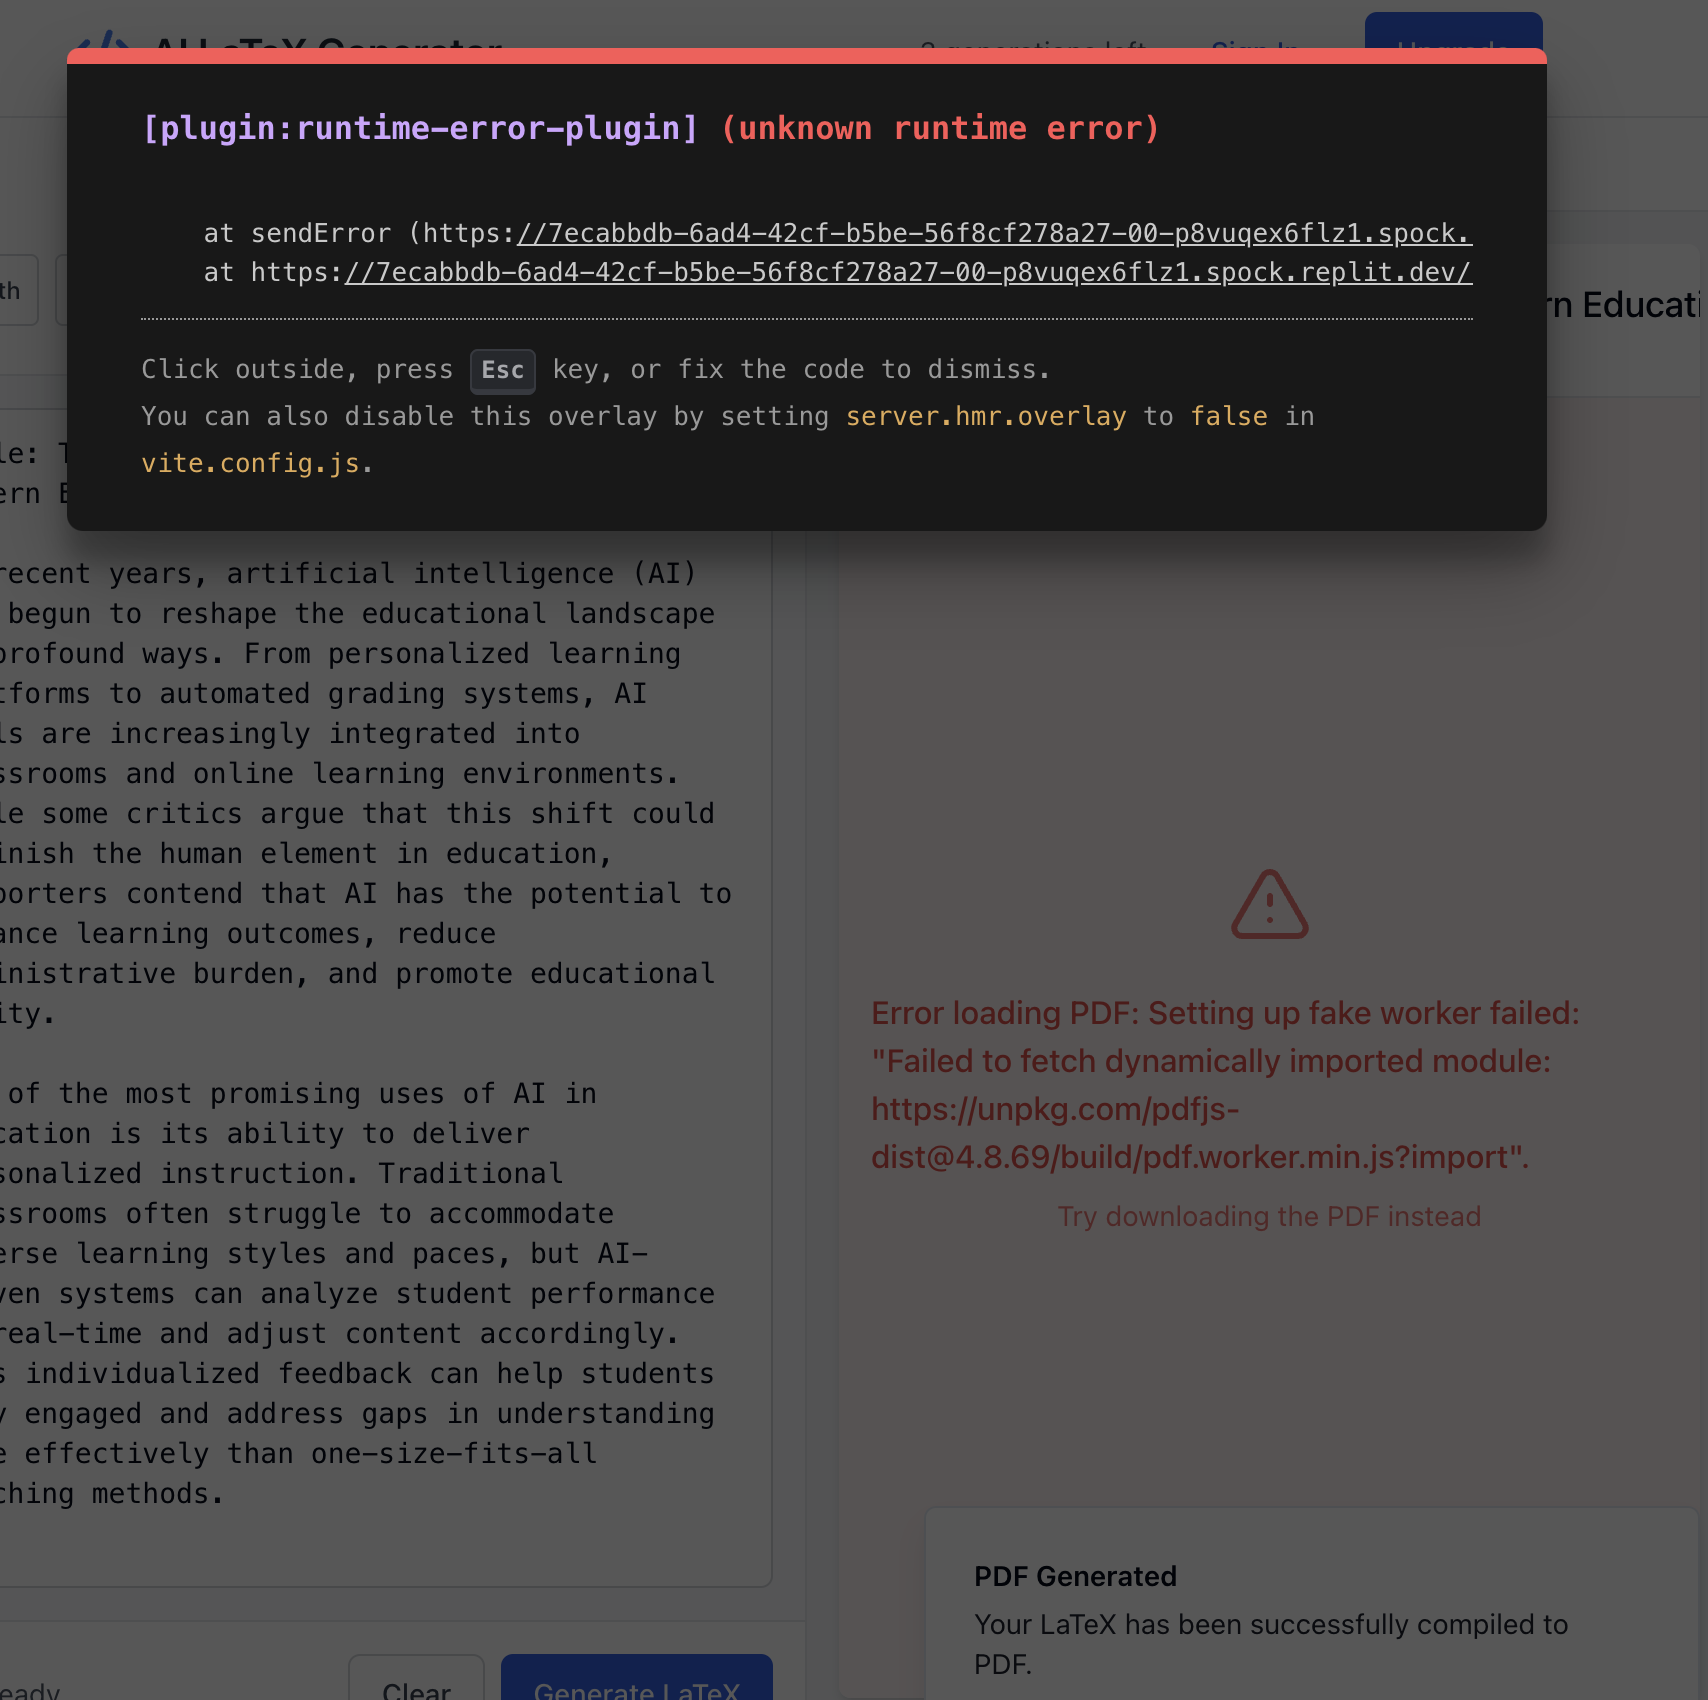 AI LaTeX Generator
generations left
Sign In
Upgrade
[plugin:runtime-error-plugin] (unknown runtime error)
at sendError (https://7ecabbdb-6ad4-42cf-b5be-56f8cf278a27-00-p8vuqex6flz1.spock.
at https://7ecabbdb-6ad4-42cf-b5be-56f8cf278a27-00-p8vuqex6flz1.spock.replit.dev/
Click outside, press Esc key, or fix the code to dismiss.
You can also disable this overlay by setting server.hmr.overlay to false in
vite.config.js.
th
rn Educati
le: T
ern E
recent years, artificial intelligence (AI)
begun to reshape the educational landscape
profound ways. From personalized learning
tforms to automated grading systems, AI
ls are increasingly integrated into
ssrooms and online learning environments.
le some critics argue that this shift could
inish the human element in education,
porters contend that AI has the potential to
ance learning outcomes, reduce
inistrative burden, and promote educational
ity.
of the most promising uses of AI in
cation is its ability to deliver
sonalized instruction. Traditional
ssrooms often struggle to accommodate
erse learning styles and paces, but AI-
ven systems can analyze student performance
real-time and adjust content accordingly.
s individualized feedback can help students
y engaged and address gaps in understanding
e effectively than one-size-fits-all
ching methods.
eady
Clear
Generate LaTeX
Error loading PDF: Setting up fake worker failed:
"Failed to fetch dynamically imported module:
https://unpkg.com/pdfjs-
dist@4.8.69/build/pdf.worker.min.js?import".
Try downloading the PDF instead
PDF Generated
Your LaTeX has been successfully compiled to
PDF.